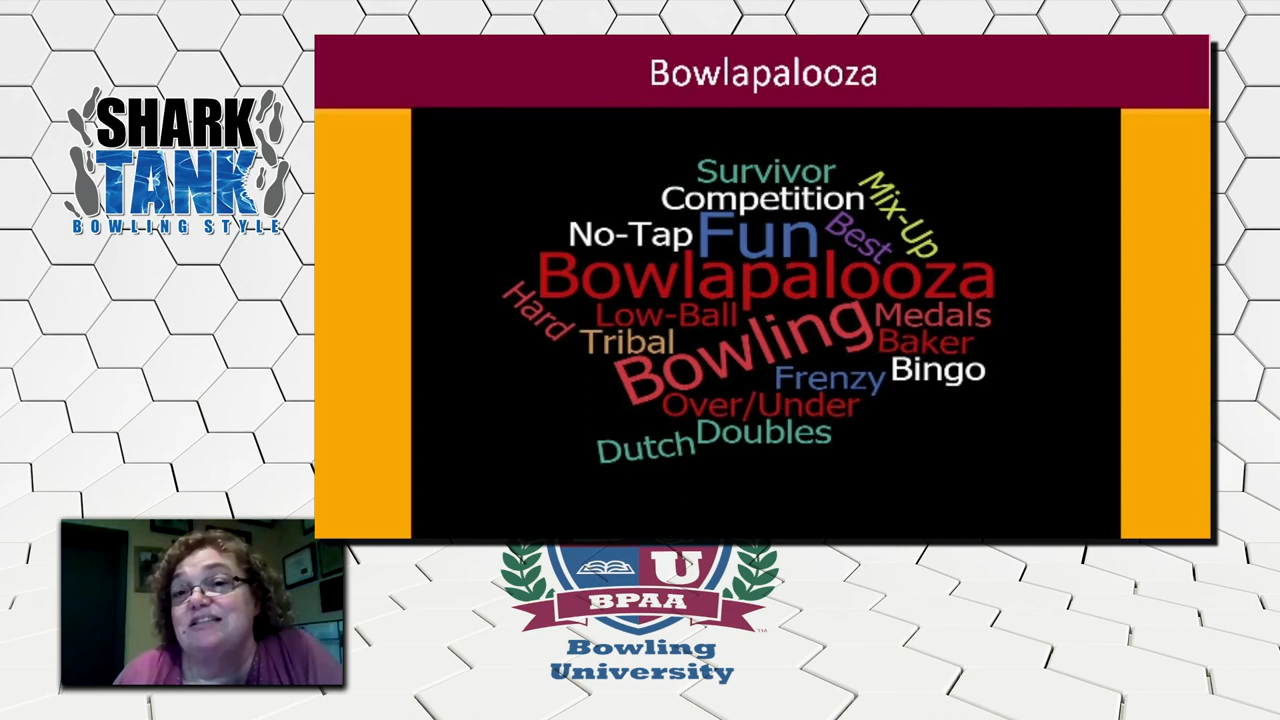 Bowlapalooza
SHARK
TANK
BOWLING STYLE
Survivor
Competition
Mix-Up
No-Tap
Fun
Best
Bowlapalooza
Hard
Low-Ball
Bowling
Medals
Tribal
Baker
Frenzy
Bingo
Over/Under
Dutch
Doubles
U
BPAA
TM
Bowling
University